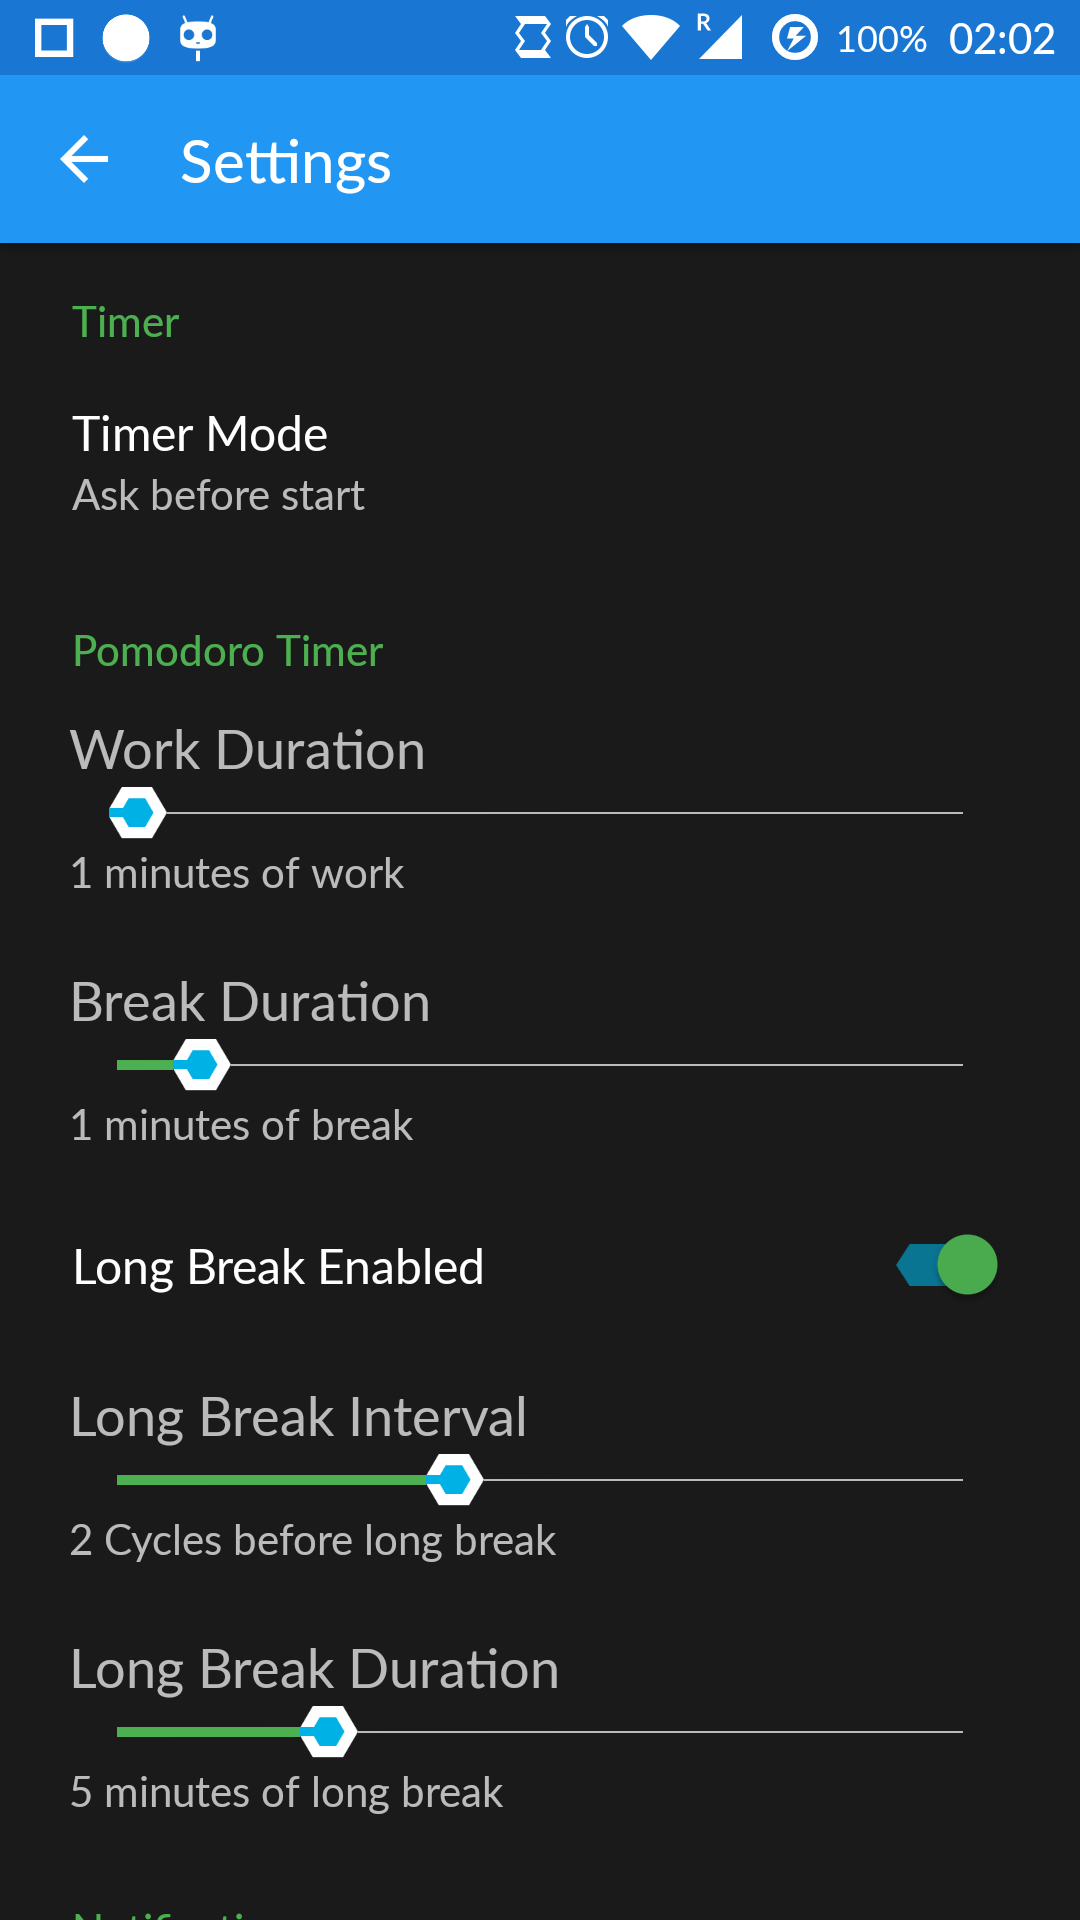 R 100% 02:02
Settings
Timer
Timer Mode
Ask before start
Pomodoro Timer
Work Duration
1 minutes of work
Break Duration
1 minutes of break
Long Break Enabled
Long Break Interval
2 Cycles before long break
Long Break Duration
5 minutes of long break